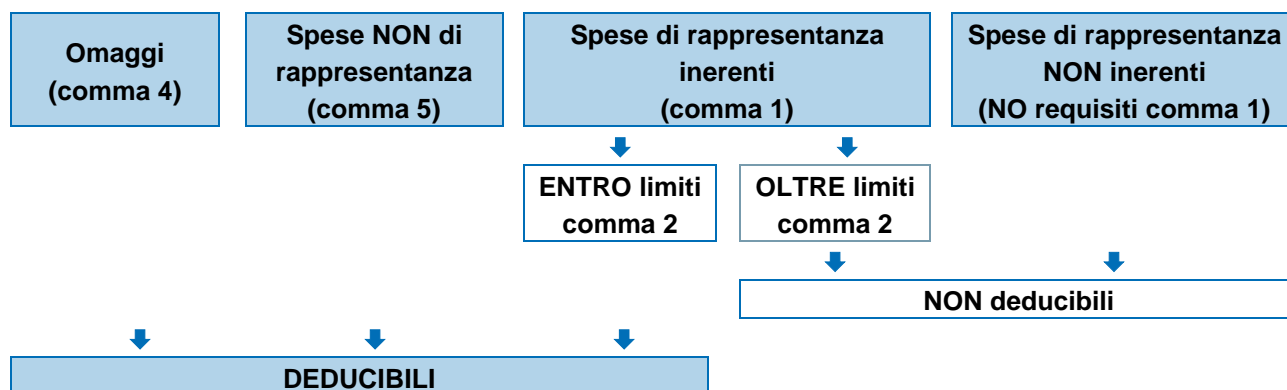 Omaggi
(comma 4)
Spese NON di
rappresentanza
(comma 5)
Spese di rappresentanza
inerenti
(comma 1)
Spese di rappresentanza
NON inerenti
(NO requisiti comma 1)
ENTRO limiti
comma 2
OLTRE limiti
comma 2
NON deducibili
DEDUCIBILI